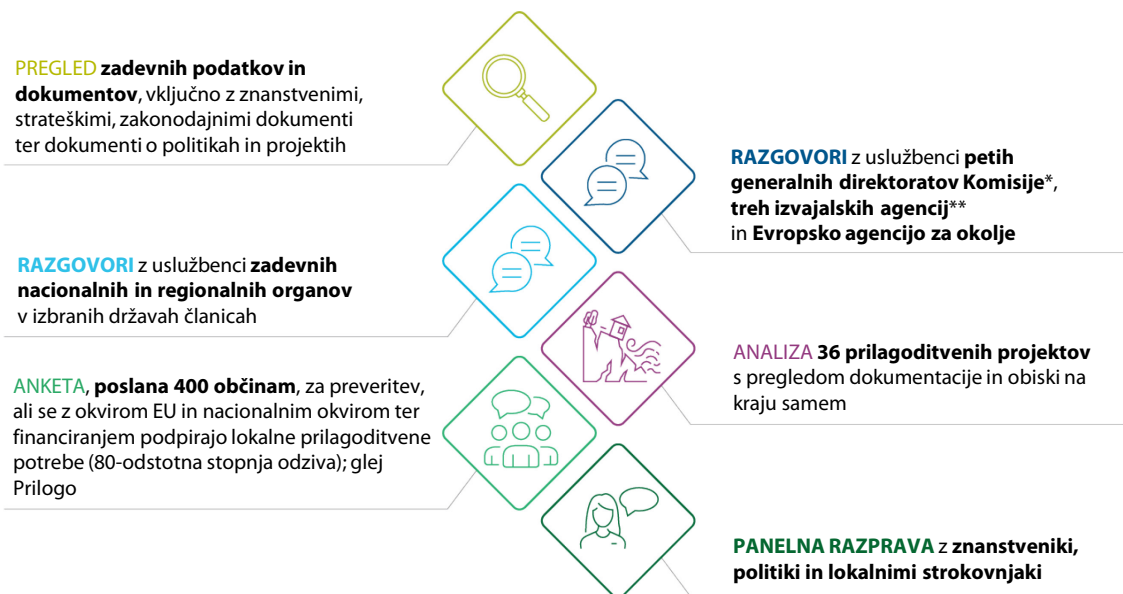 PREGLED zadevnih podatkov in
dokumentov, vključno z znanstvenimi,
strateškimi, zakonodajnimi dokumenti
ter dokumenti o politikah in projektih
RAZGOVORI z uslužbenci petih
generalnih direktoratov Komisije*,
treh izvajalskih agencij**
in Evropsko agencijo za okolje
RAZGOVORI z uslužbenci zadevnih
nacionalnih in regionalnih organov
v izbranih državah članicah
ANALIZA 36 prilagoditvenih projektov
s pregledom dokumentacije in obiski na
kraju samem
ANKETA, poslana 400 občinam, za preveritev,
ali se z okvirom EU in nacionalnim okvirom ter
financiranjem podpirajo lokalne prilagoditvene
potrebe (80-odstotna stopnja odziva); glej
Prilogo
PANELNA RAZPRAVA z znanstveniki,
politiki in lokalnimi strokovnjaki